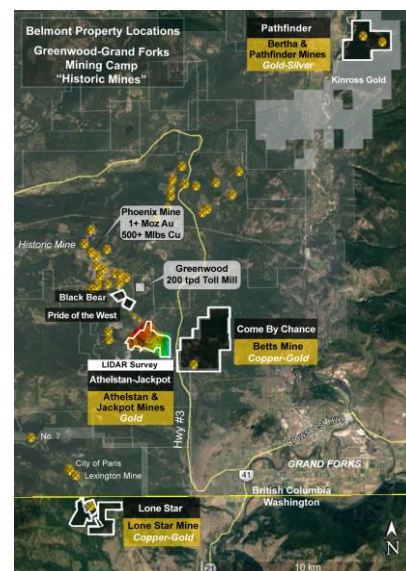 Belmont Property Locations
Greenwood-Grand Forks
Mining Camp
"Historic Mines"
Pathfinder
Bertha &
Pathfinder Mines
Gold-Silver
Kinross Gold
Phoenix Mine
1+ Moz Au
500+ Mlbs Cu
Historic Mine
Greenwood
200 tpd Toll Mill
Black Bear
Pride of the West
Come By Chance
Betts Mine
Copper-Gold
LIDAR Survey
Athelstan-Jackpot
Athelstan &
Jackpot Mines
Gold
Hwy #3
No. 7
City of Paris
Lexington Mine
GRAND FORKS
41
British Columbia
Washington
Lone Star
Lone Star Mine
Copper-Gold
N
21
10 km